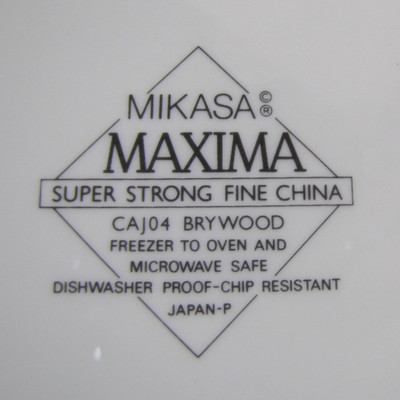 MIKASA©®
MAXIMA
SUPER STRONG FINE CHINA
CAJ04 BRYWOOD
FREEZER TO OVEN AND
MICROWAVE SAFE
DISHWASHER PROOF-CHIP RESISTANT
JAPAN-P